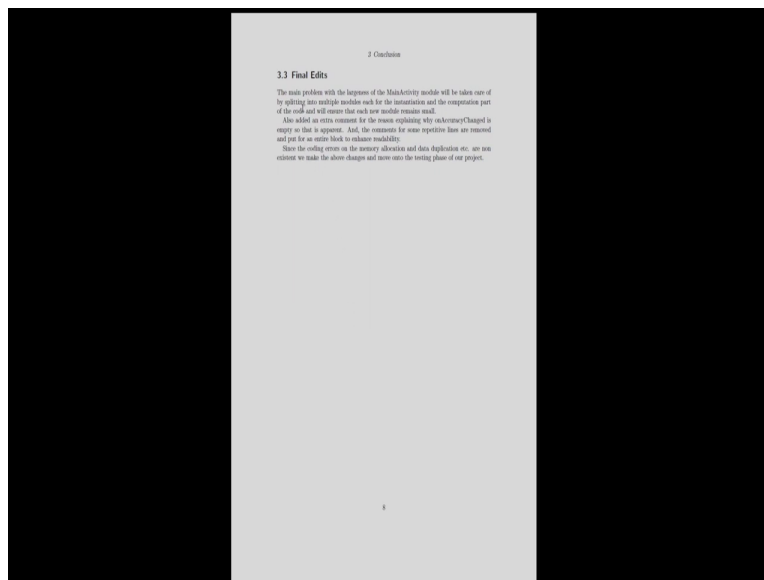 3 Conclusion
3.3 Final Edits
The main problem with the largeness of the MainActivity module will be taken care of
by splitting into multiple modules each for the instantiation and the computation part
of the code and will ensure that each new module remains small.
Also added an extra comment for the reason explaining why onAccuracyChanged is
empty so that is apparent. And, the comments for some repetitive lines are removed
and put for an entire block to enhance readability.
Since the coding errors on the memory allocation and data duplication etc. are non
existent we make the above changes and move onto the testing phase of our project.